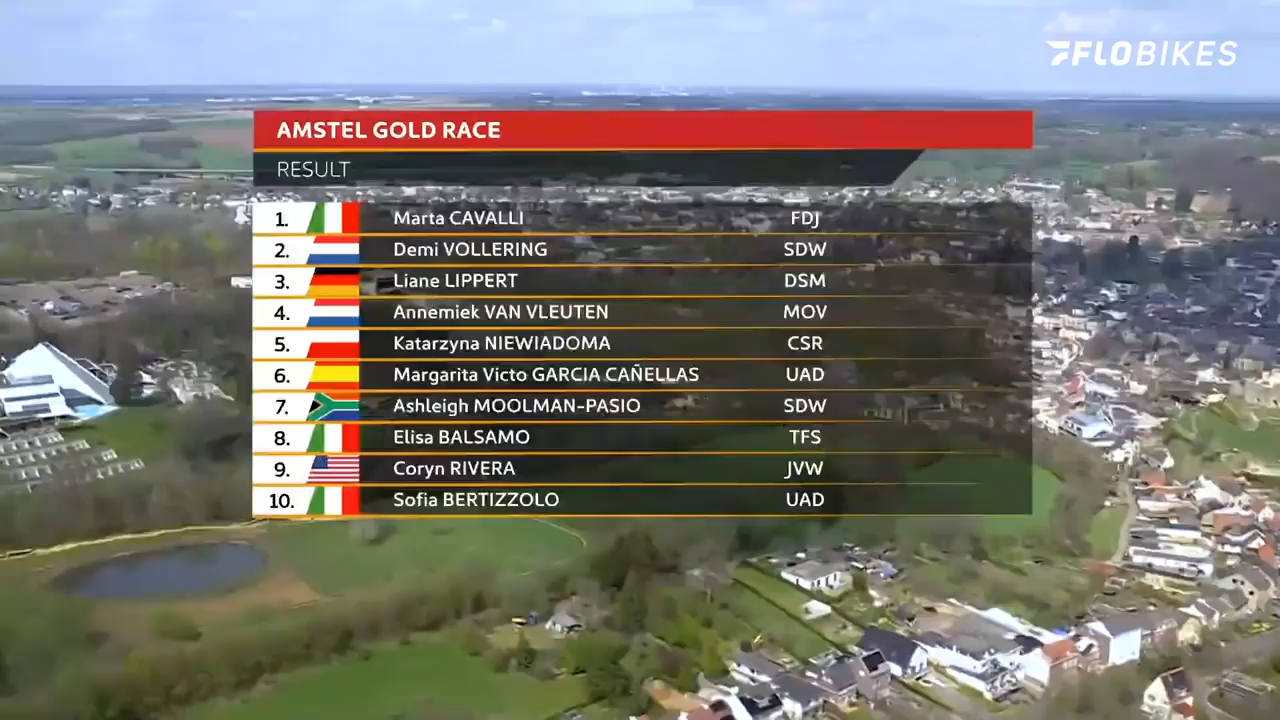 FLOBIKES
AMSTEL GOLD RACE
RESULT
1. Marta CAVALLI FDJ
2. Demi VOLLERING SDW
3. Liane LIPPERT DSM
4. Annemiek VAN VLEUTEN MOV
5. Katarzyna NIEWIADOMA CSR
6. Margarita Victo GARCIA CAÑELLAS UAD
7. Ashleigh MOOLMAN-PASIO SDW
8. Elisa BALSAMO TFS
9. Coryn RIVERA JVW
10. Sofia BERTIZZOLO UAD